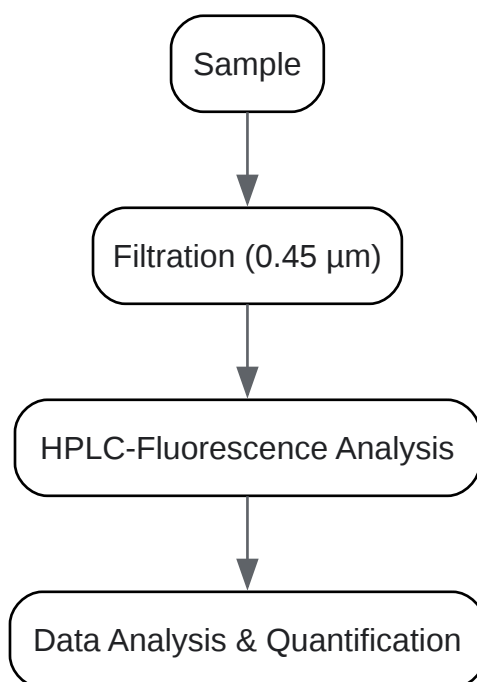 Sample
Filtration (0.45 µm)
HPLC-Fluorescence Analysis
Data Analysis & Quantification